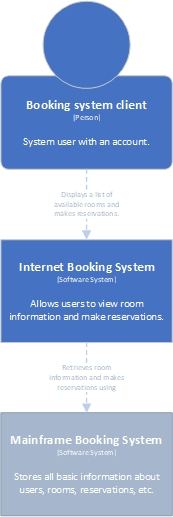 Booking system client
[Person]
System user with an account.
Displays a list of
available rooms and
makes reservations.
Internet Booking System
[Software System]
Allows users to view room
information and make reservations.
Retrieves room
information and makes
reservations using
Mainframe Booking System
[Software System]
Stores all basic information about
users, rooms, reservations, etc.